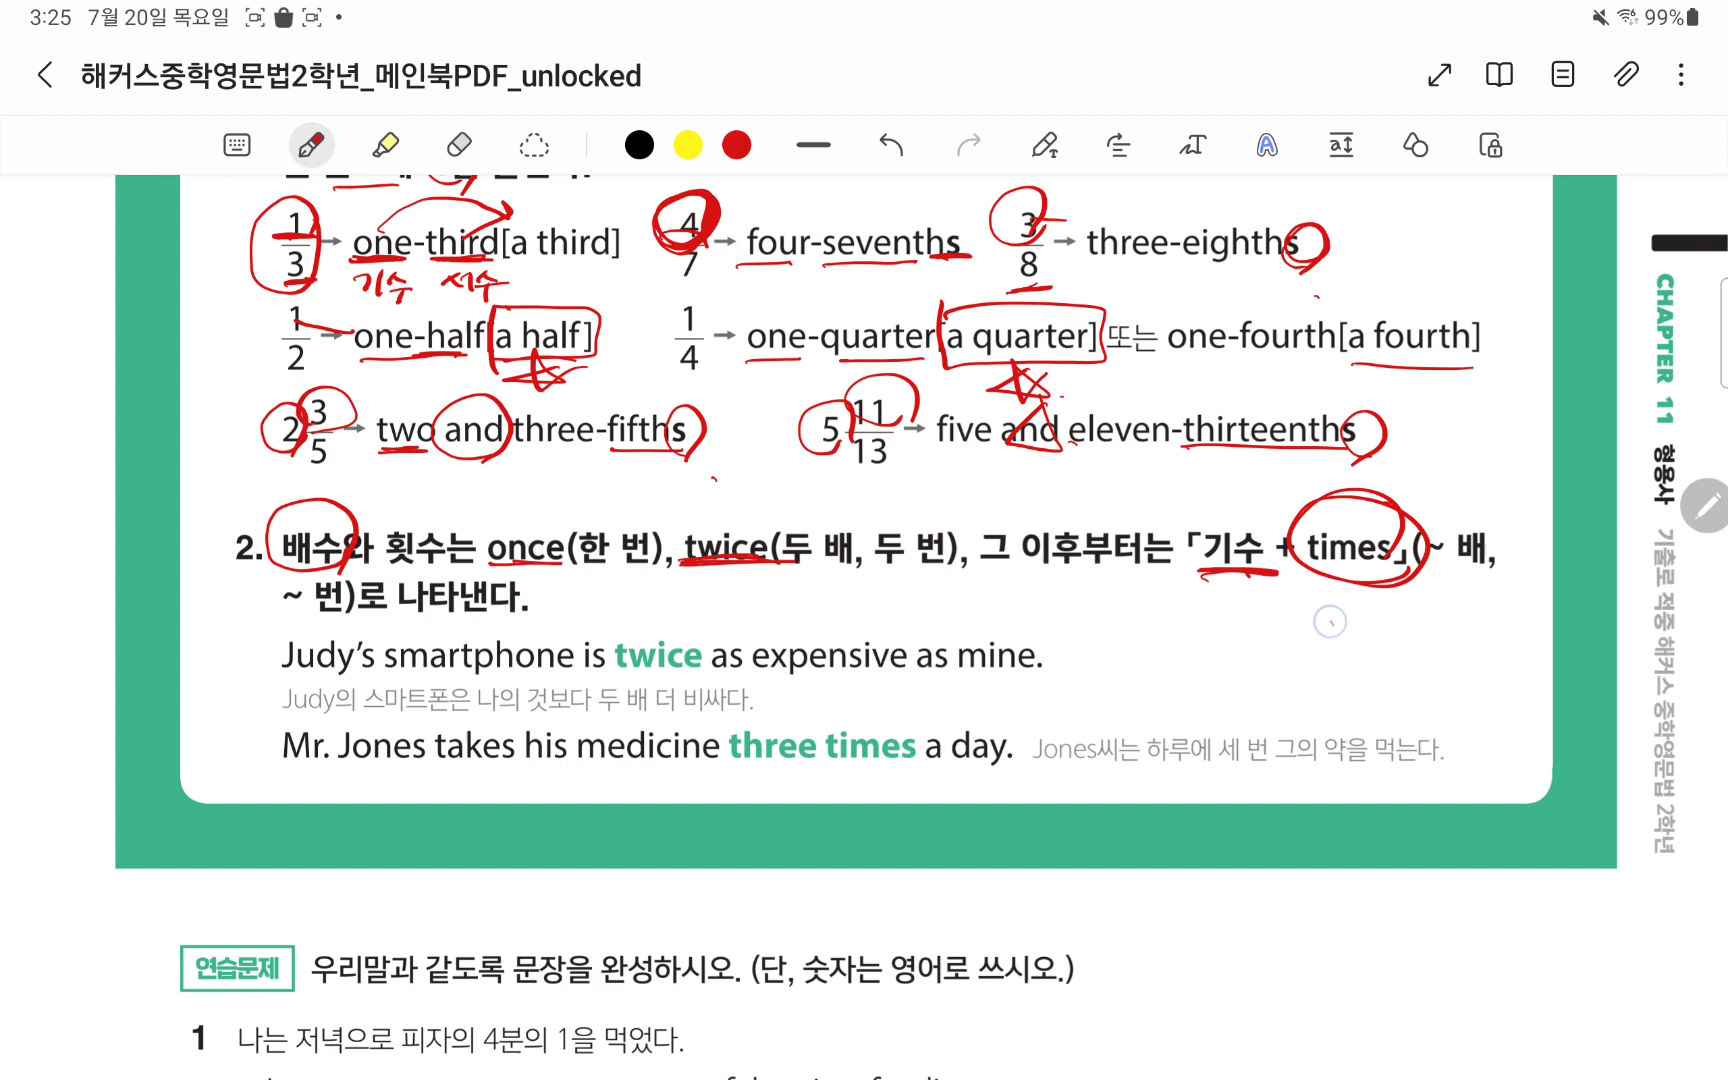 3:25 7월 20일 목요일
99%
해커스중학영문법2학년_메인북PDF_unlocked
1/3 → one-third[a third] 4/7 → four-sevenths 3/8 → three-eighths
기수 서수
1/2 → one-half[a half] 1/4 → one-quarter[a quarter] 또는 one-fourth[a fourth]
2 3/5 → two and three-fifths 5 11/13 → five and eleven-thirteenths
2. 배수와 횟수는 once(한 번), twice(두 배, 두 번), 그 이후부터는 「기수 + times」(~ 배,
~ 번)로 나타낸다.
Judy's smartphone is twice as expensive as mine.
Judy의 스마트폰은 나의 것보다 두 배 더 비싸다.
Mr. Jones takes his medicine three times a day. Jones씨는 하루에 세 번 그의 약을 먹는다.
CHAPTER 11 형용사 기출로 적중 해커스 중학영문법 2학년
연습문제 우리말과 같도록 문장을 완성하시오. (단, 숫자는 영어로 쓰시오.)
1 나는 저녁으로 피자의 4분의 1을 먹었다.